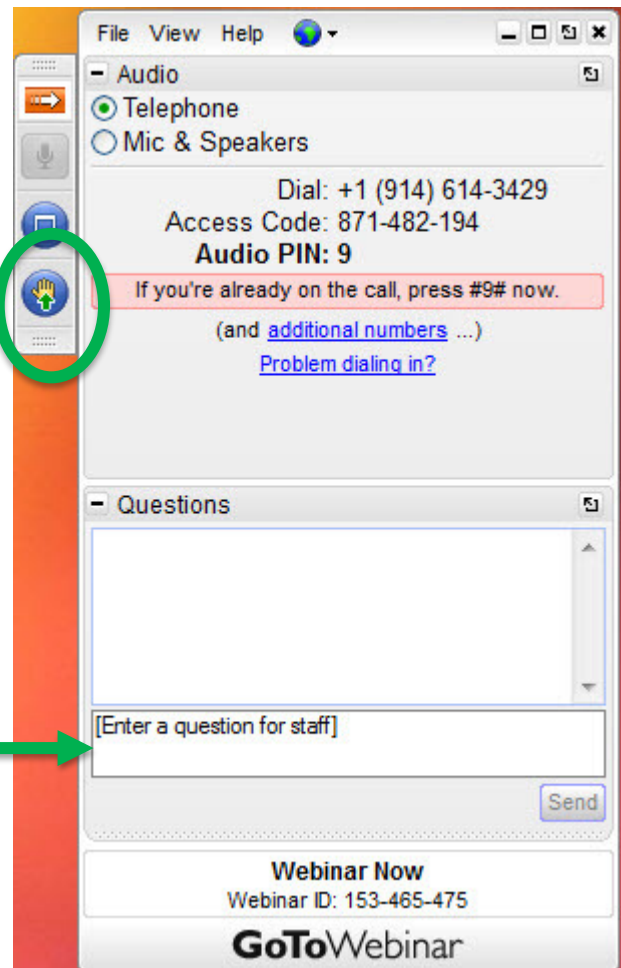 File View Help
Audio
Telephone
Mic & Speakers
Dial: +1 (914) 614-3429
Access Code: 871-482-194
Audio PIN: 9
If you're already on the call, press #9# now.
(and additional numbers ...)
Problem dialing in?
Questions
[Enter a question for staff]
Send
Webinar Now
Webinar ID: 153-465-475
GoToWebinar